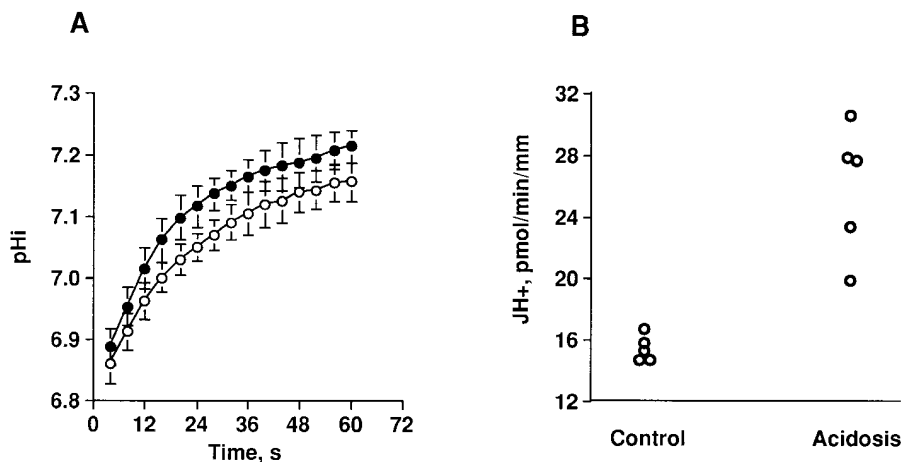 A
7.3
7.2
7.1
7.0
6.9
6.8
pHi
0 12 24 36 48 60 72
Time, s
B
32
28
24
20
16
12
JH+, pmol/min/mm
Control Acidosis